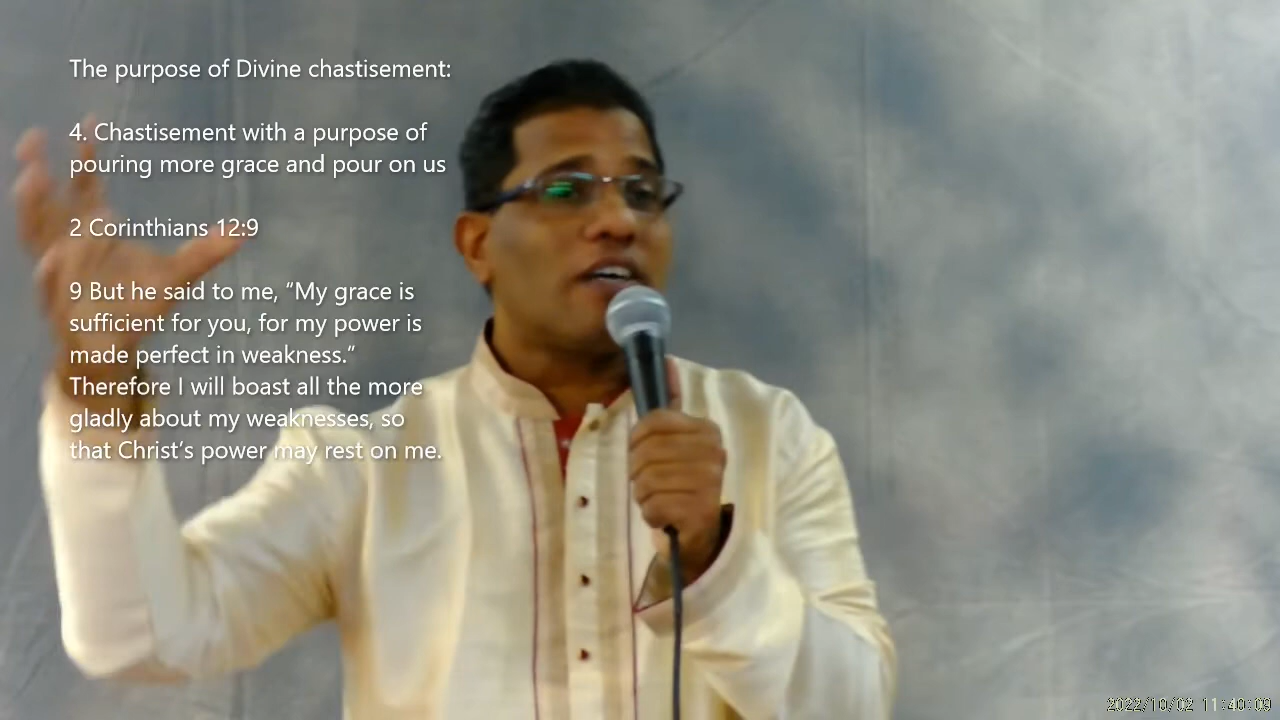 The purpose of Divine chastisement:
4. Chastisement with a purpose of
pouring more grace and pour on us
2 Corinthians 12:9
9 But he said to me, “My grace is
sufficient for you, for my power is
made perfect in weakness.”
Therefore I will boast all the more
gladly about my weaknesses, so
that Christ’s power may rest on me.
2022/10/02 11:40:09